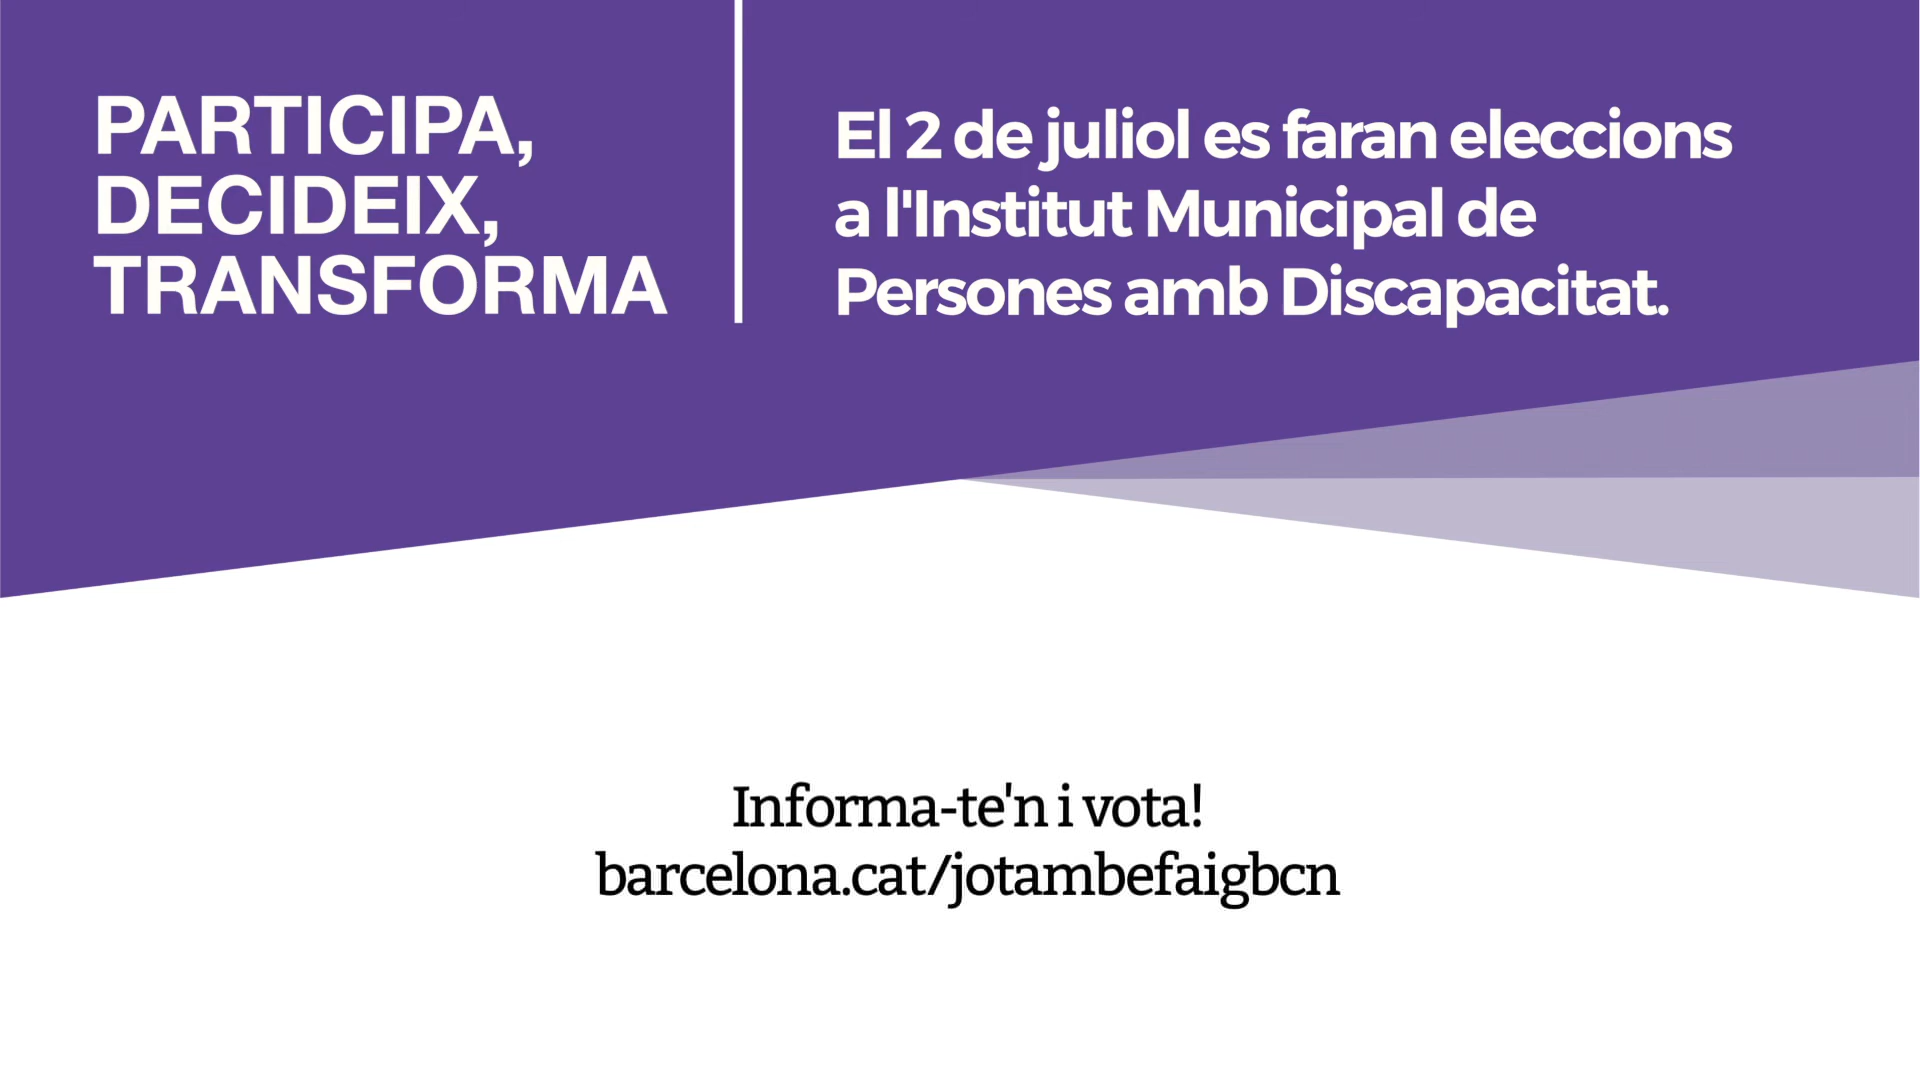 PARTICIPA,
DECIDEIX,
TRANSFORMA
El 2 de juliol es faran eleccions
a l'Institut Municipal de
Persones amb Discapacitat.
Informa-te'n i vota!
barcelona.cat/jotambefaigbcn